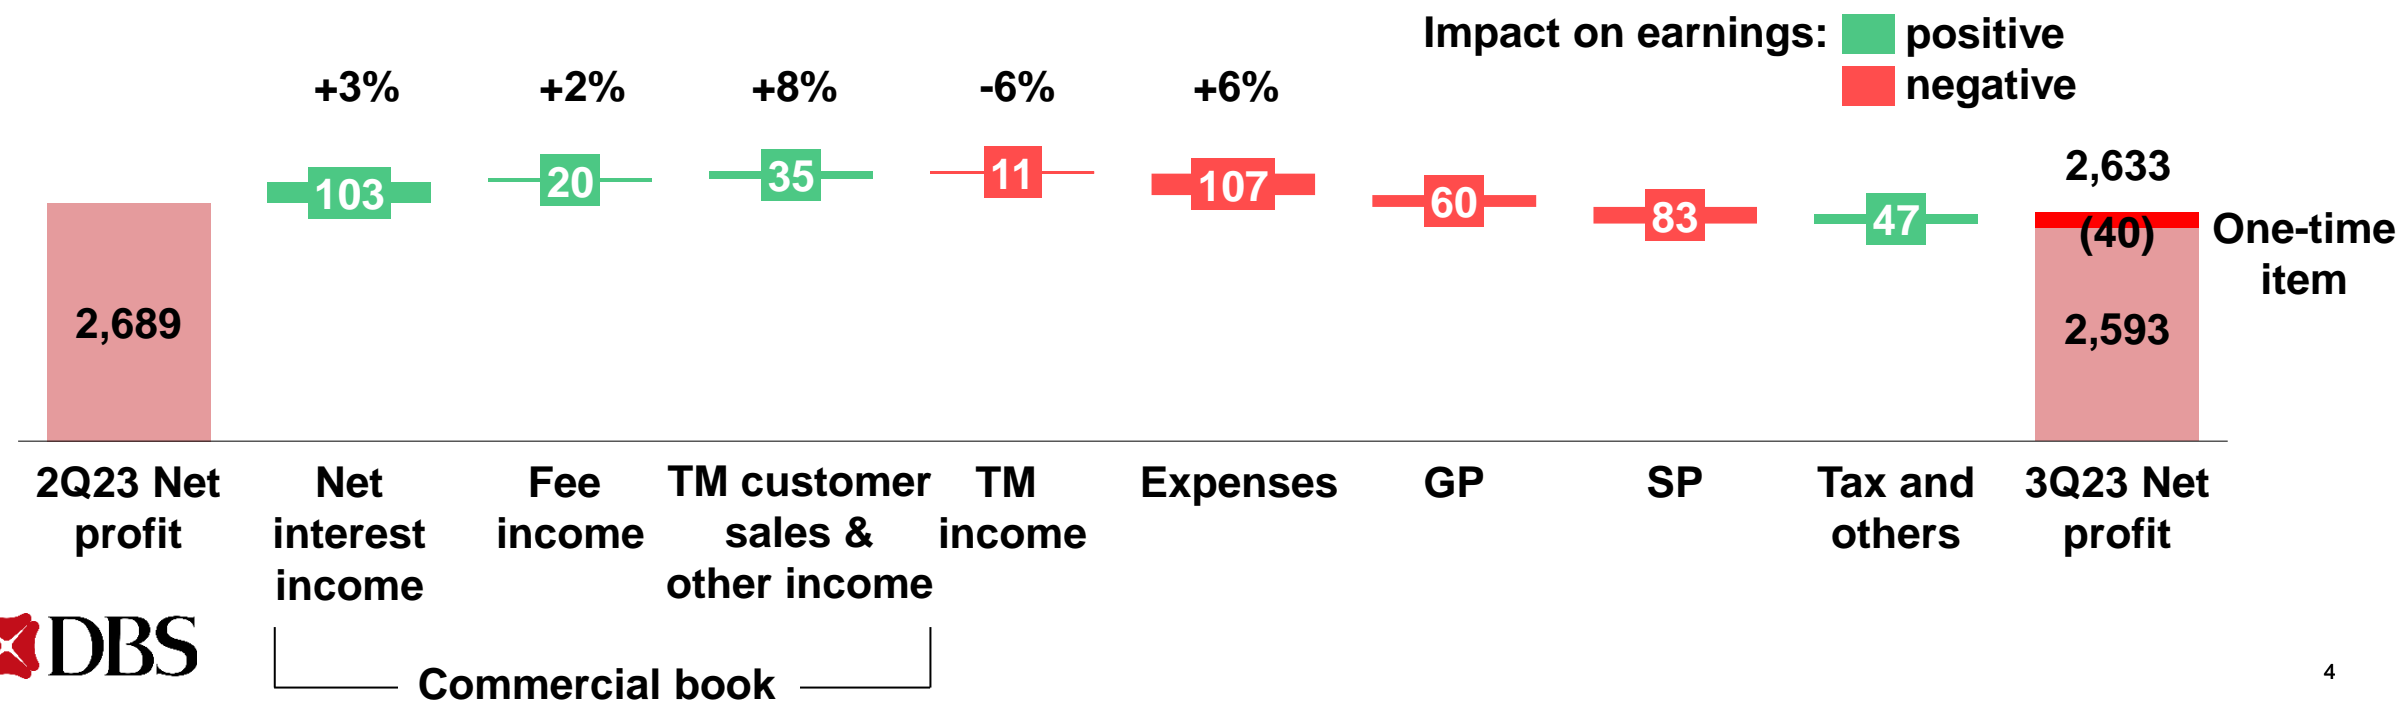 Impact on earnings:
positive
negative
+3%
+2%
+8%
-6%
+6%
2,689
103
20
35
11
107
60
83
47
2,633
(40)
2,593
One-time
item
2Q23 Net
profit
Net
interest
income
Fee
income
TM customer
sales &
other income
TM
income
Expenses
GP
SP
Tax and
others
3Q23 Net
profit
Commercial book
DBS
4